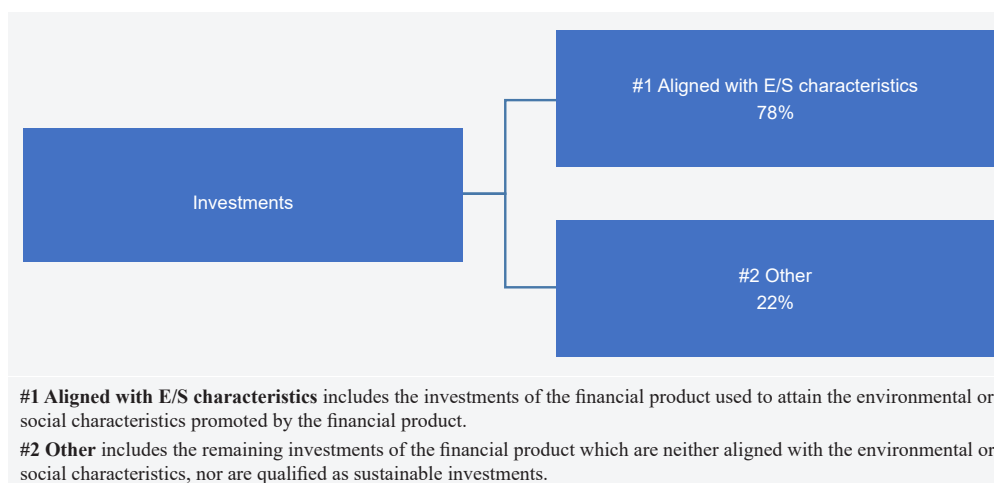 #1 Aligned with E/S characteristics
78%
Investments
#2 Other
22%
#1 Aligned with E/S characteristics includes the investments of the financial product used to attain the environmental or
social characteristics promoted by the financial product.
#2 Other includes the remaining investments of the financial product which are neither aligned with the environmental or
social characteristics, nor are qualified as sustainable investments.